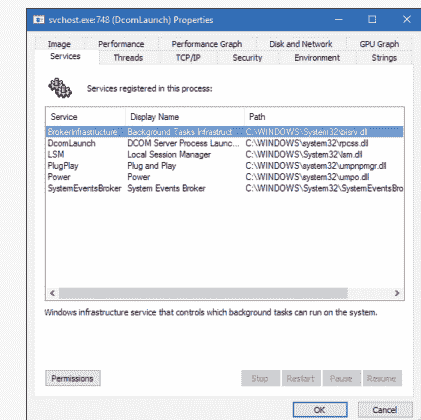 svchost.exe:748 (DcomLaunch) Properties
Image Performance Performance Graph Disk and Network GPU Graph
Services Threads TCP/IP Security Environment Strings
Services registered in this process:
Service Display Name Path
BrokerInfrastructure Background Tasks Infrastruct... C:\WINDOWS\System32\bisrv.dll
DcomLaunch DCOM Server Process Launc... C:\WINDOWS\system32\rpcss.dll
LSM Local Session Manager C:\WINDOWS\System32\lsm.dll
PlugPlay Plug and Play C:\WINDOWS\system32\umpnpmgr.dll
Power Power C:\WINDOWS\system32\umpo.dll
SystemEventsBroker System Events Broker C:\WINDOWS\System32\SystemEventsBro
Windows infrastructure service that controls which background tasks can run on the system.
Permissions Stop Restart Pause Resume
OK Cancel